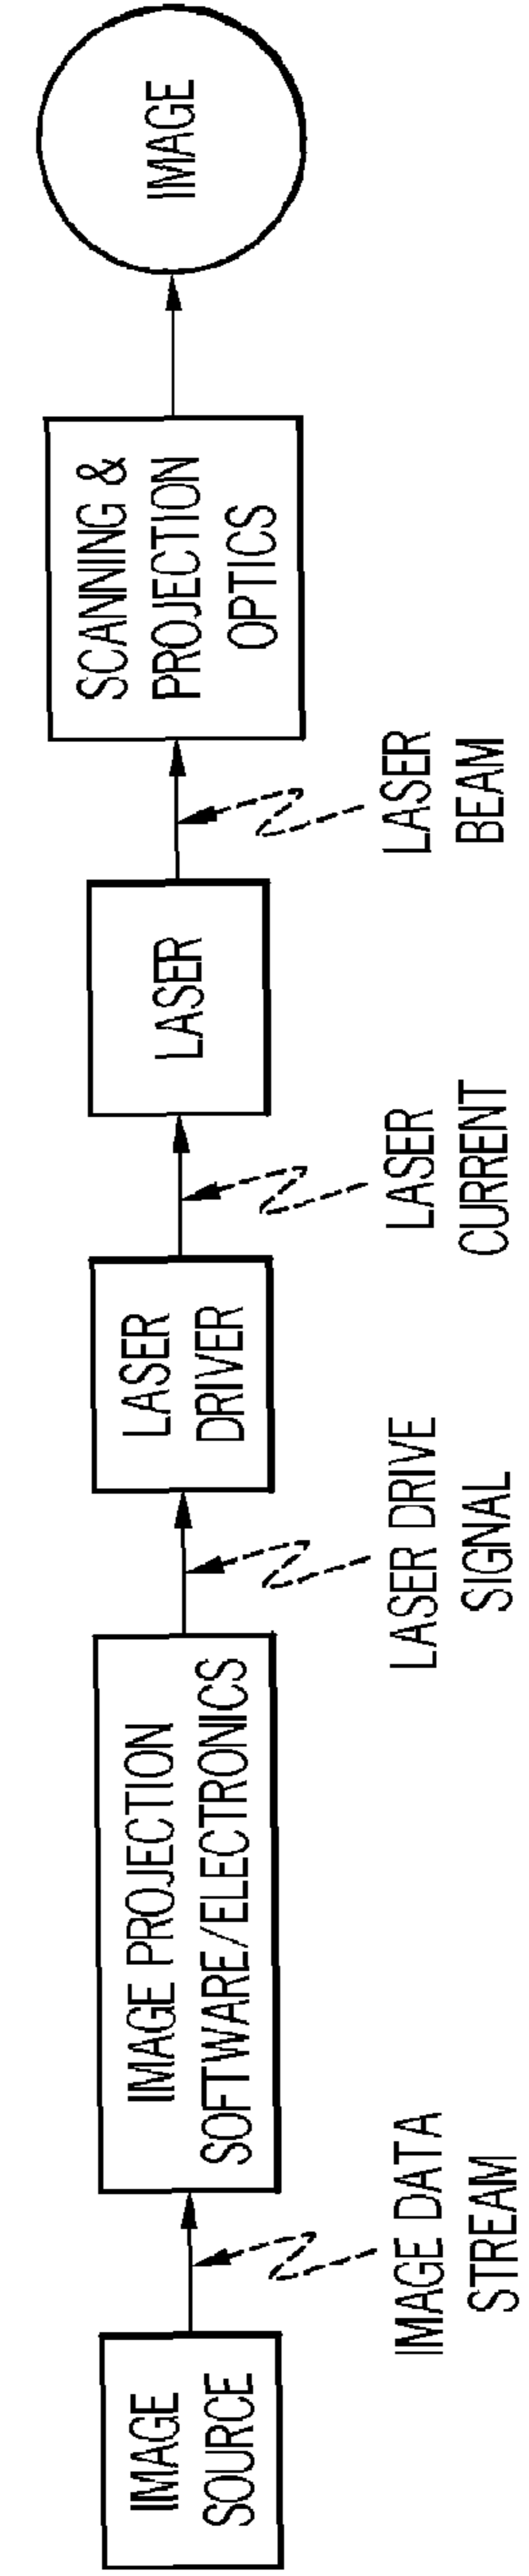 IMAGE
SOURCE
IMAGE DATA
STREAM
IMAGE PROJECTION
SOFTWARE/ELECTRONICS
LASER DRIVE
SIGNAL
LASER
DRIVER
LASER
CURRENT
LASER
LASER
BEAM
SCANNING &
PROJECTION
OPTICS
IMAGE